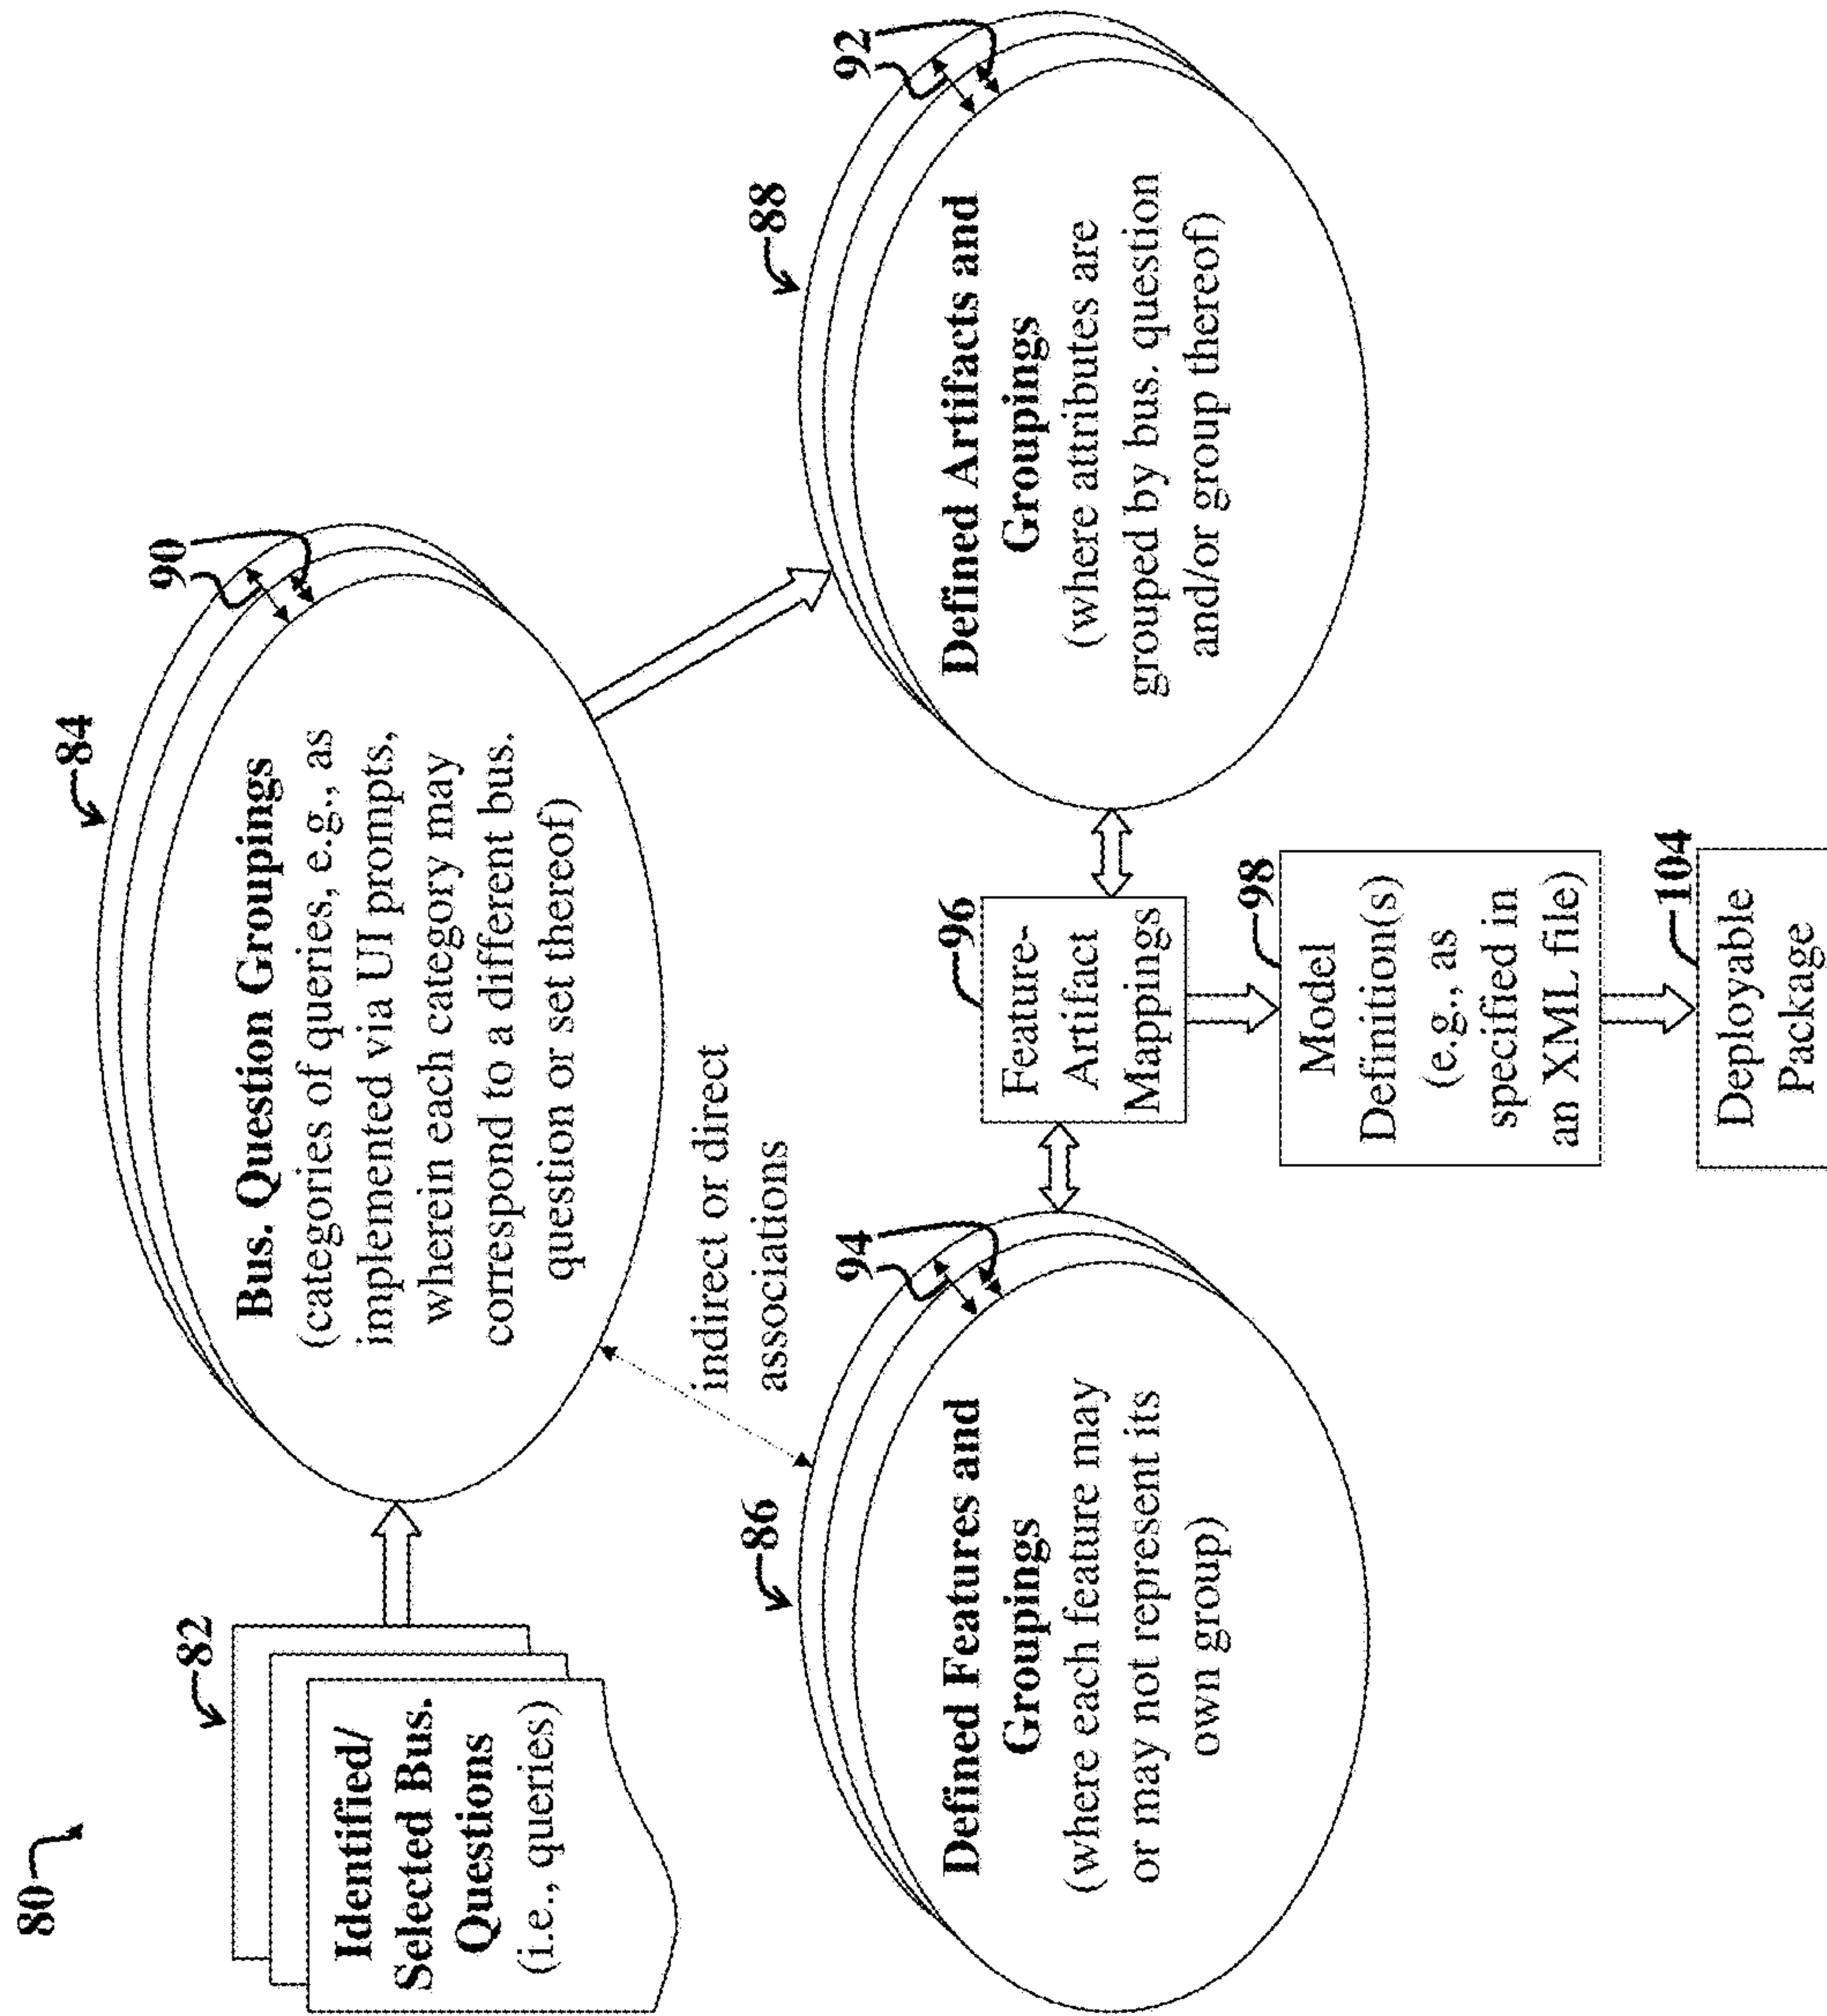 80
82
Identified/
Selected Bus.
Questions
(i.e., queries)
84
90
Bus. Question Groupings
(categories of queries, e.g., as
implemented via UI prompts,
wherein each category may
correspond to a different bus.
question or set thereof)
indirect or direct
associations
86
94
Defined Features and
Groupings
(where each feature may
or may not represent its
own group)
96
Feature-
Artifact
Mappings
88
92
Defined Artifacts and
Groupings
(where attributes are
grouped by bus. question
and/or group thereof)
98
Model
Definition(s)
(e.g., as
specified in
an XML file)
104
Deployable
Package